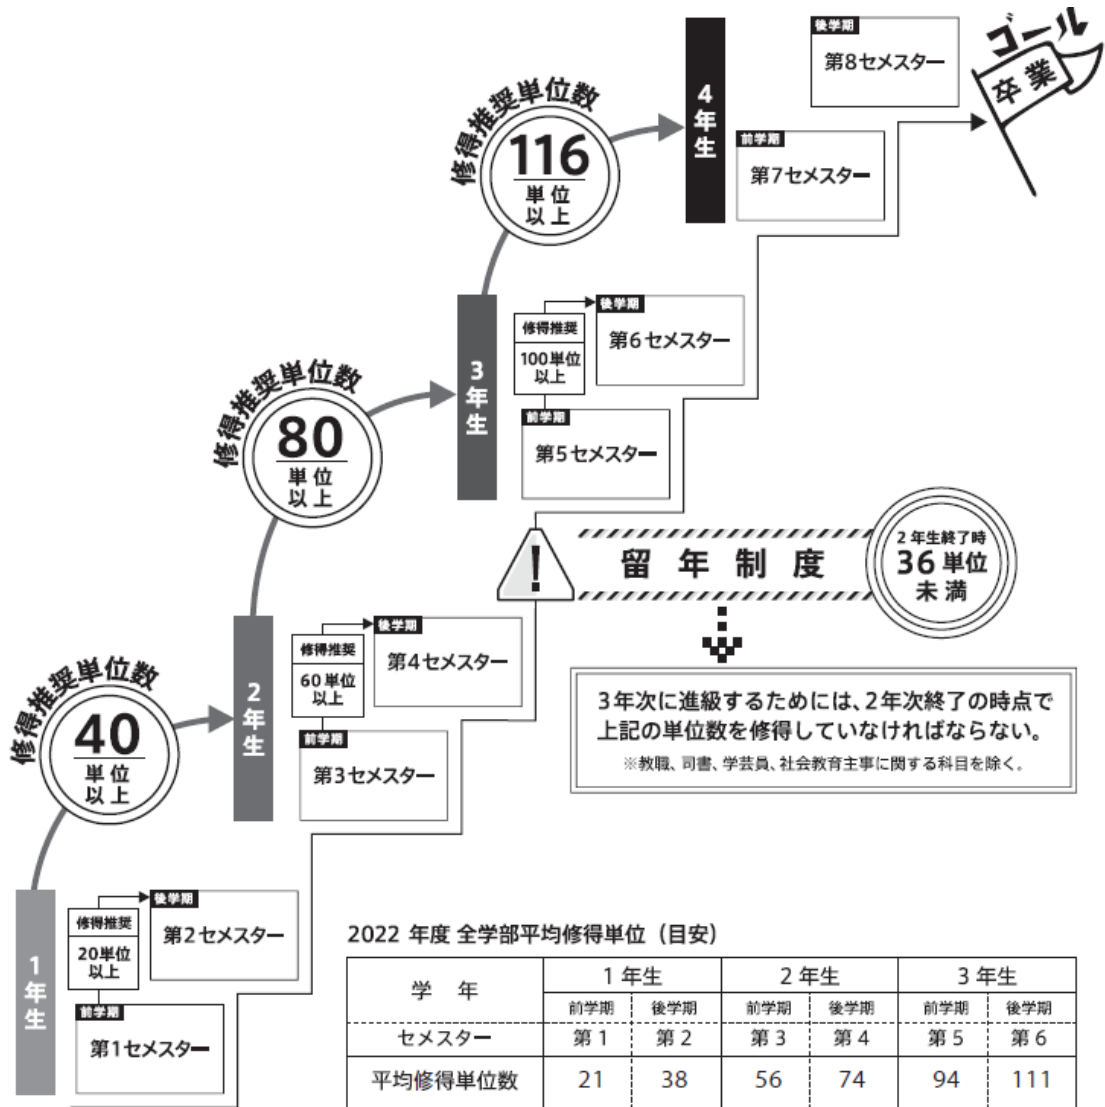 ゴール
卒業
後学期
第8セメスター
4年生
前学期
第7セメスター
修得推奨単位数
116
単位
以上
3年生
後学期
第6セメスター
修得推奨
100単位
以上
前学期
第5セメスター
修得推奨単位数
80
単位
以上
留年制度
2年生終了時
36単位
未満
3年次に進級するためには、2年次終了の時点で
上記の単位数を修得していなければならない。
※教職、司書、学芸員、社会教育主事に関する科目を除く。
2年生
後学期
第4セメスター
修得推奨
60単位
以上
前学期
第3セメスター
修得推奨単位数
40
単位
以上
1年生
後学期
第2セメスター
修得推奨
20単位
以上
前学期
第1セメスター
2022 年度 全学部平均修得単位（目安）
学 年 1 年生 2 年生 3 年生
前学期 後学期 前学期 後学期 前学期 後学期
セメスター 第1 第2 第3 第4 第5 第6
平均修得単位数 21 38 56 74 94 111